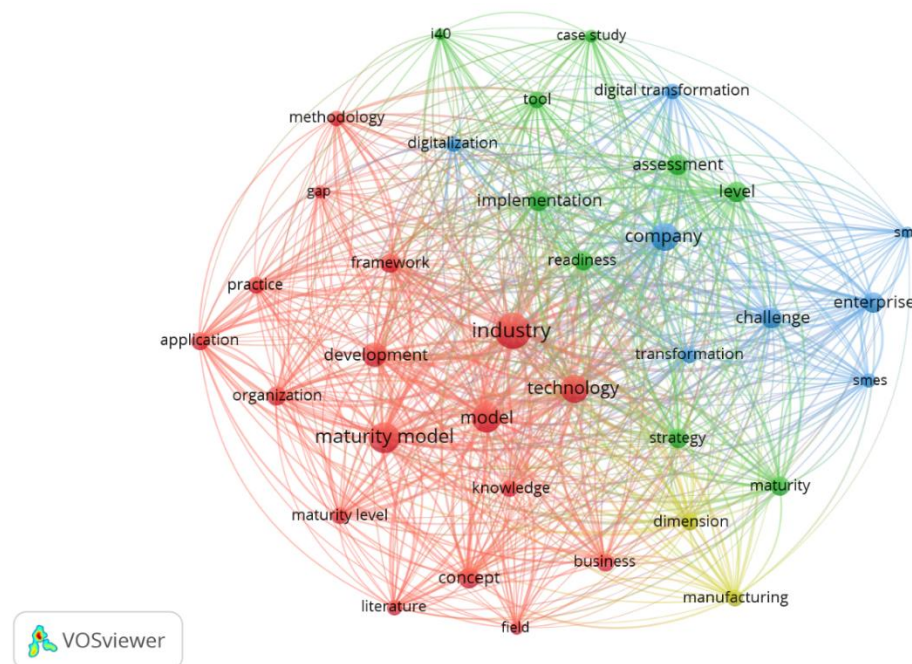 i40
case study
digital transformation
tool
methodology
digitalization
assessment
gap
level
implementation
sm
company
readiness
framework
practice
enterprise
challenge
industry
application
transformation
development
smes
technology
organization
model
maturity model
strategy
knowledge
maturity
maturity level
dimension
business
concept
manufacturing
literature
field
VOSviewer